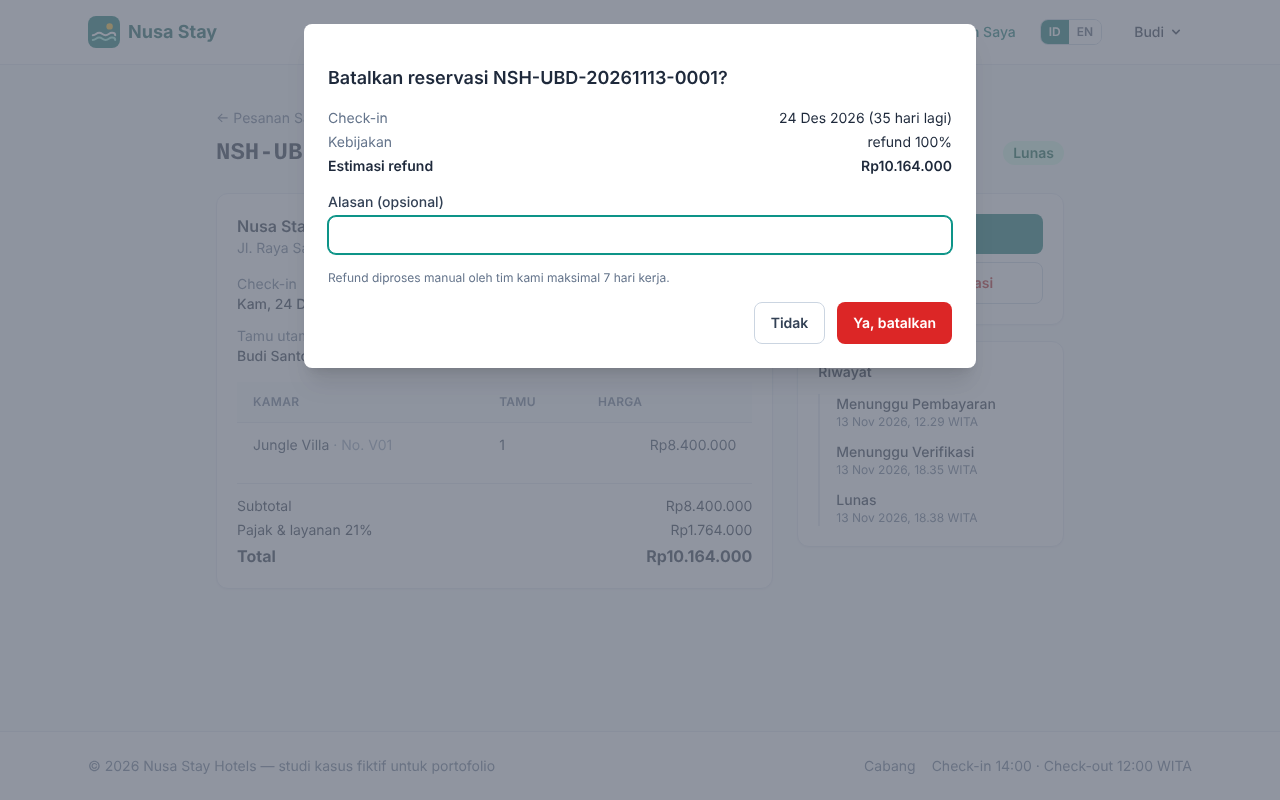 Nusa Stay
Saya
ID EN
Budi
Batalkan reservasi NSH-UBD-20261113-0001?
Check-in 24 Des 2026 (35 hari lagi)
Kebijakan refund 100%
Estimasi refund Rp10.164.000
Alasan (opsional)
Refund diproses manual oleh tim kami maksimal 7 hari kerja.
Tidak Ya, batalkan
← Pesanan S
NSH-UB
Lunas
Nusa Sta
Jl. Raya
Check-in
Kam, 24 D
Tamu utam
Budi Santo
KAMAR TAMU HARGA
Jungle Villa · No. V01 1 Rp8.400.000
Subtotal Rp8.400.000
Pajak & layanan 21% Rp1.764.000
Total Rp10.164.000
asi
Riwayat
Menunggu Pembayaran
13 Nov 2026, 12.29 WITA
Menunggu Verifikasi
13 Nov 2026, 18.35 WITA
Lunas
13 Nov 2026, 18.38 WITA
© 2026 Nusa Stay Hotels — studi kasus fiktif untuk portofolio
Cabang Check-in 14:00 · Check-out 12:00 WITA